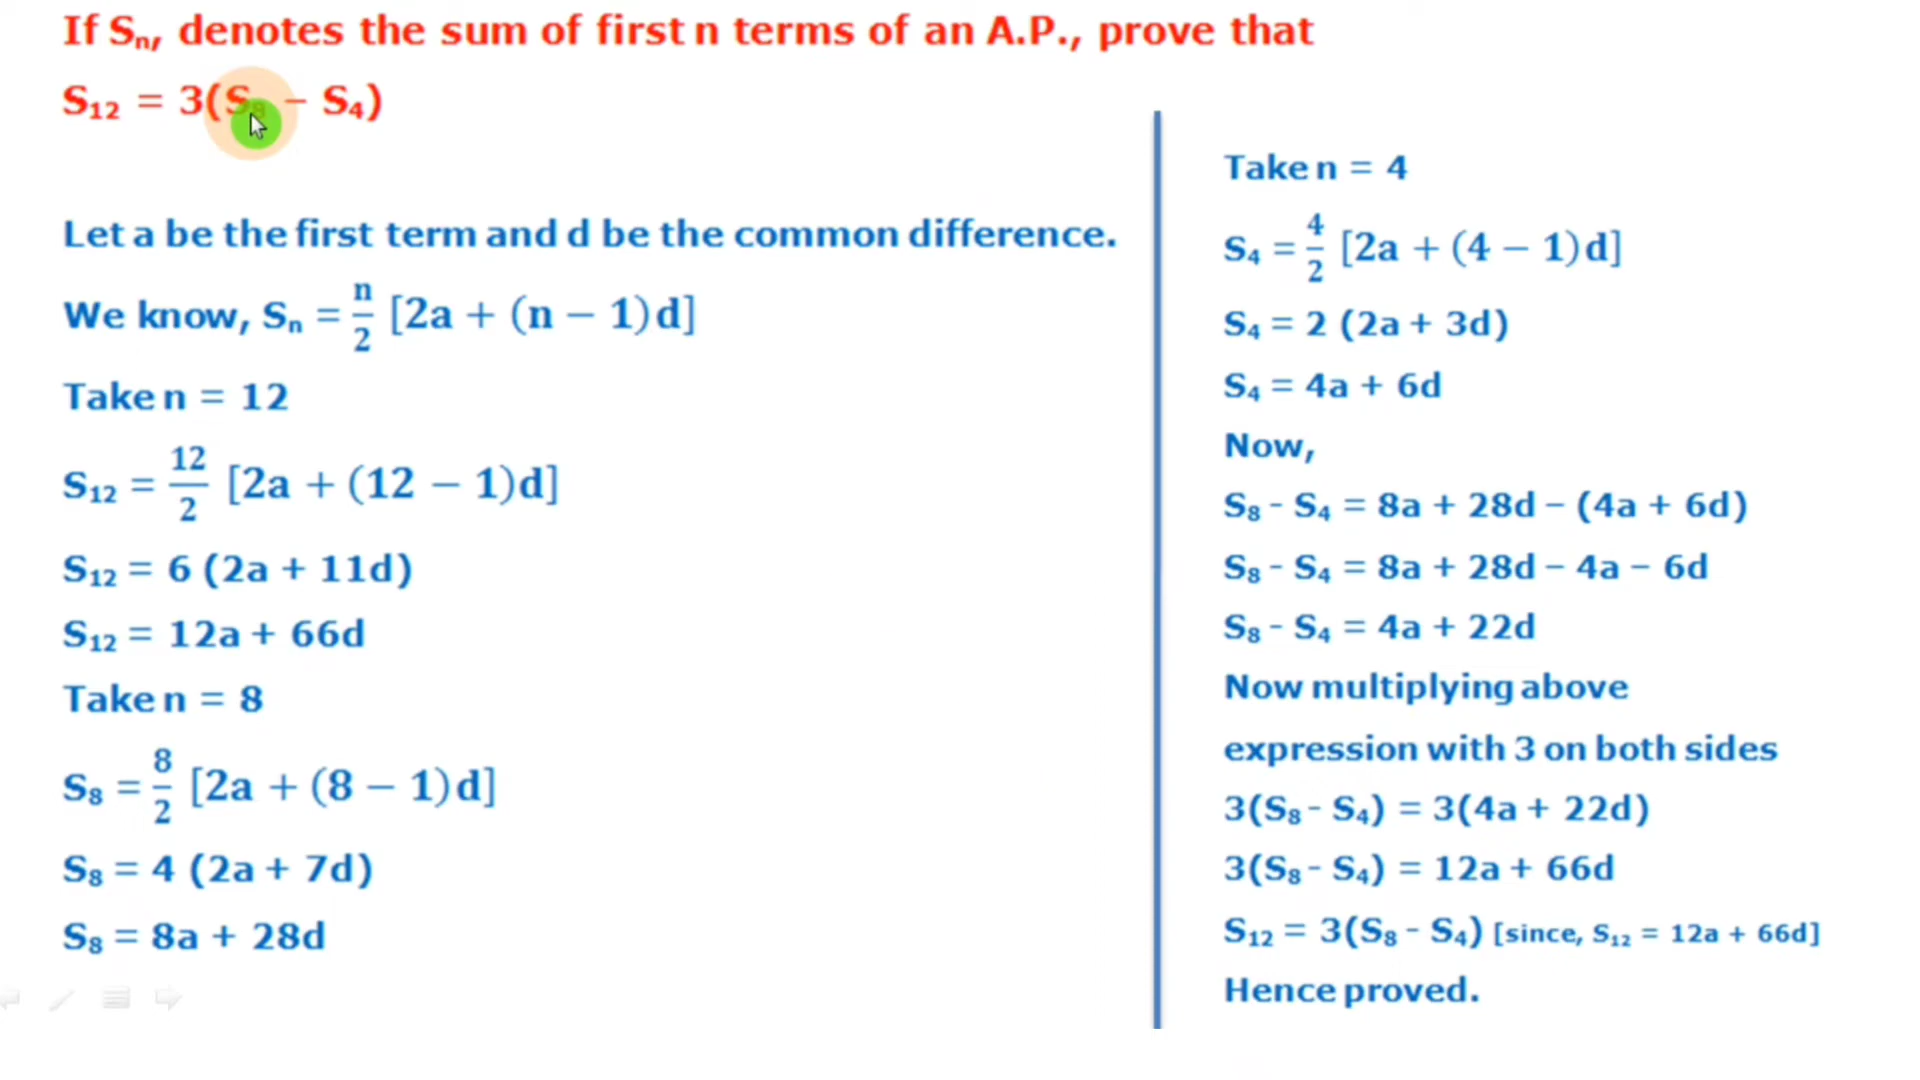 If Sₙ, denotes the sum of first n terms of an A.P., prove that
S₁₂ = 3(S₈ − S₄)
Let a be the first term and d be the common difference.
We know, Sₙ = n/2 [2a + (n − 1)d]
Take n = 12
S₁₂ = 12/2 [2a + (12 − 1)d]
S₁₂ = 6 (2a + 11d)
S₁₂ = 12a + 66d
Take n = 8
S₈ = 8/2 [2a + (8 − 1)d]
S₈ = 4 (2a + 7d)
S₈ = 8a + 28d
Take n = 4
S₄ = 4/2 [2a + (4 − 1)d]
S₄ = 2 (2a + 3d)
S₄ = 4a + 6d
Now,
S₈ - S₄ = 8a + 28d − (4a + 6d)
S₈ - S₄ = 8a + 28d − 4a − 6d
S₈ - S₄ = 4a + 22d
Now multiplying above
expression with 3 on both sides
3(S₈ - S₄) = 3(4a + 22d)
3(S₈ - S₄) = 12a + 66d
S₁₂ = 3(S₈ - S₄) [since, S₁₂ = 12a + 66d]
Hence proved.